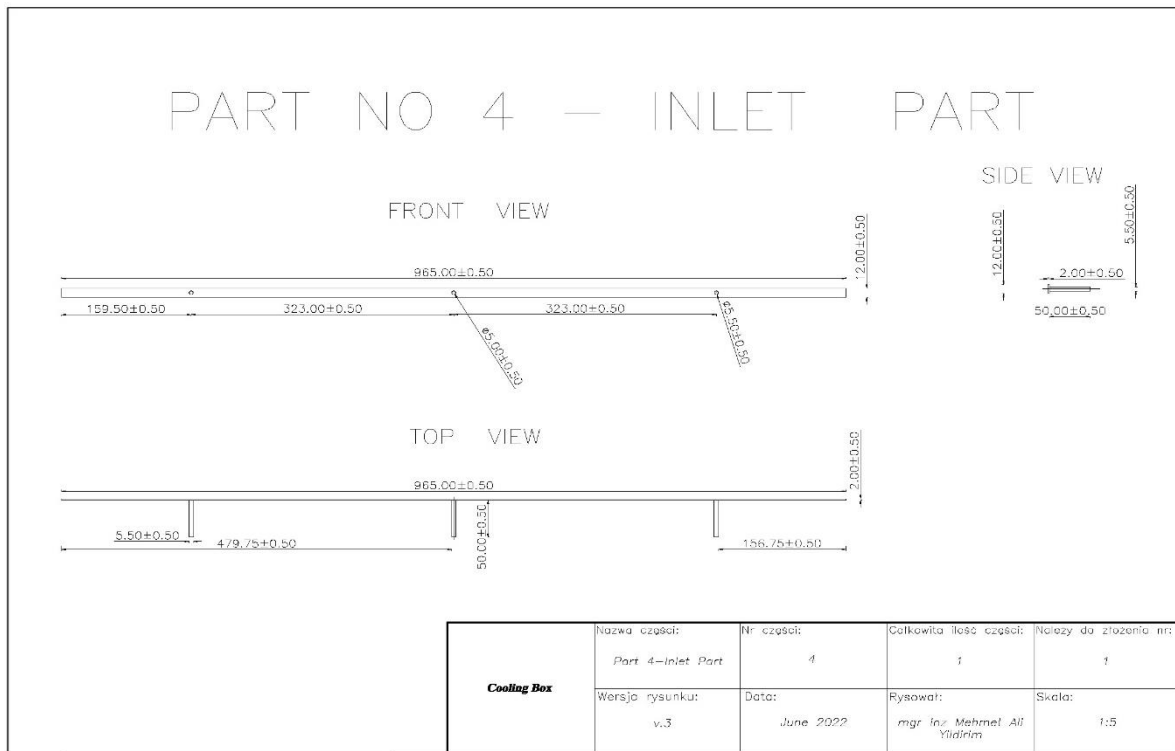 PART NO 4 – INLET PART
SIDE VIEW
FRONT VIEW
965.00±0.50
12.00±0.50
12.00±0.50
5.50±0.50
2.00±0.50
50.00±0.50
159.50±0.50
323.00±0.50
323.00±0.50
ø5.00±0.50
ø5.50±0.50
TOP VIEW
965.00±0.50
2.00±0.50
5.50±0.50
479.75±0.50
50.00±0.50
156.75±0.50
Cooling Box
Nazwa części:
Part 4–Inlet Part
Nr części:
4
Całkowita ilość części:
1
Należy do złożenia nr:
1
Wersja rysunku:
v.3
Data:
June 2022
Rysował:
mgr inż Mehmet Ali
Yildirim
Skala:
1:5